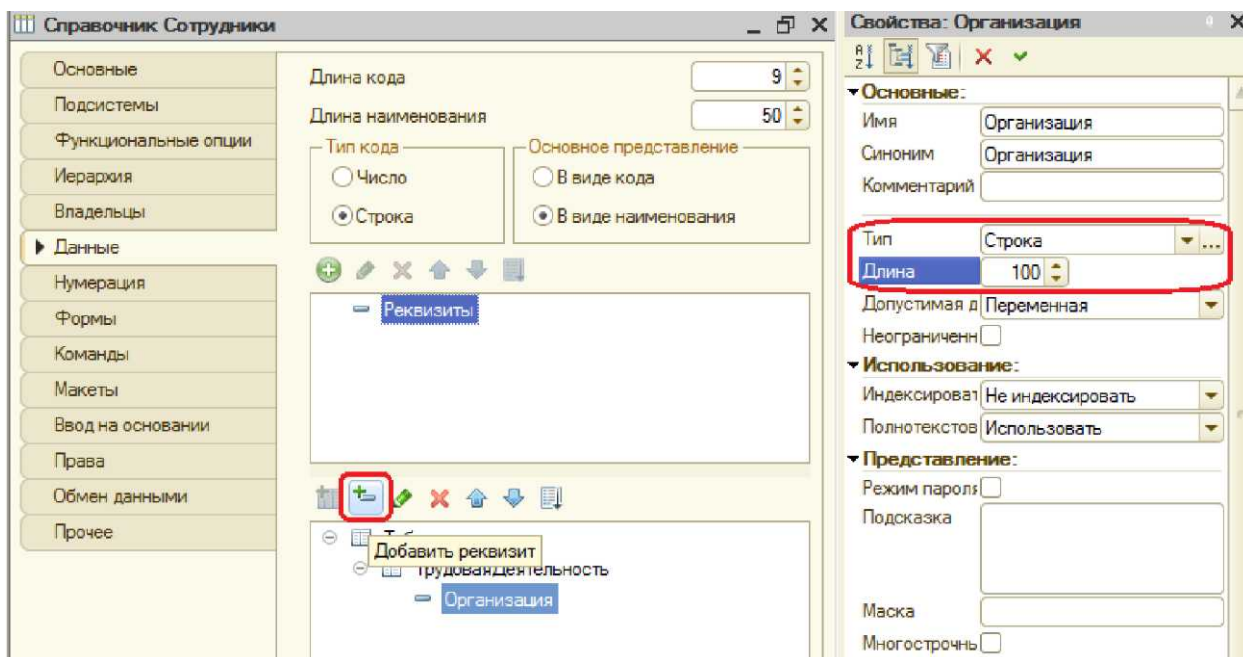 Справочник Сотрудники
Основные
Подсистемы
Функциональные опции
Иерархия
Владельцы
Данные
Нумерация
Формы
Команды
Макеты
Ввод на основании
Права
Обмен данными
Прочее
Длина кода 9
Длина наименования 50
Тип кода
Число
Строка
Основное представление
В виде кода
В виде наименования
Реквизиты
Добавить реквизит
ТрудоваяДеятельность
Организация
Свойства: Организация
Основные:
Имя Организация
Синоним Организация
Комментарий
Тип Строка ...
Длина 100
Допустимая д Переменная
Неограниченн
Использование:
Индексироват Не индексировать
Полнотекстов Использовать
Представление:
Режим пароля
Подсказка
Маска
Многострочны